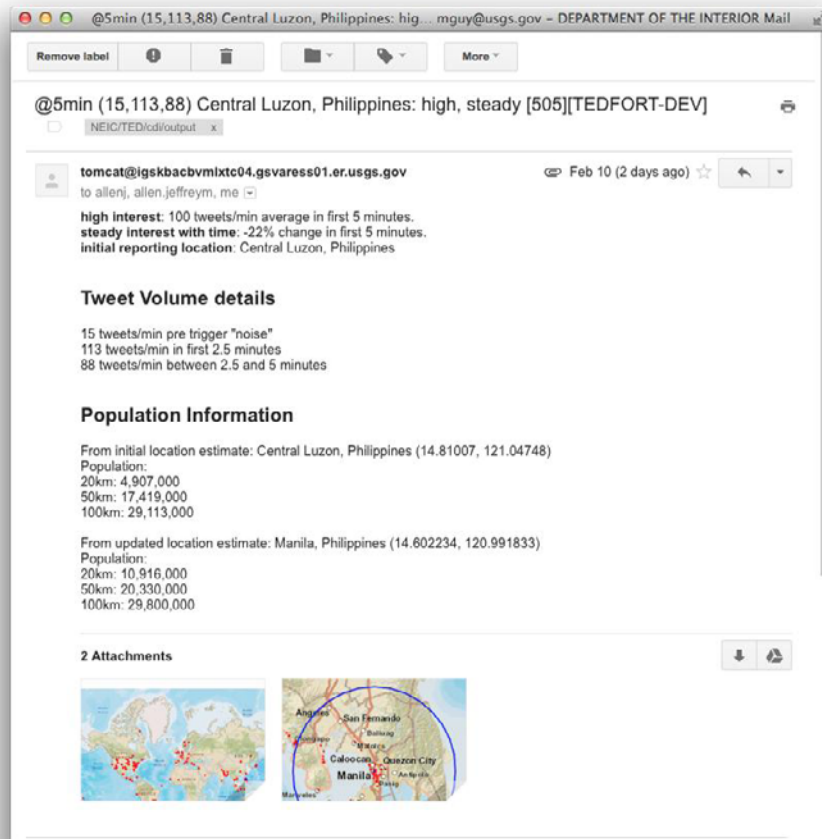 @5min (15,113,88) Central Luzon, Philippines: hig... mguy@usgs.gov – DEPARTMENT OF THE INTERIOR Mail
Remove label
More
@5min (15,113,88) Central Luzon, Philippines: high, steady [505][TEDFORT-DEV]
NEIC/TED/cdi/output x
tomcat@igskbacbvmlxtc04.gsvaress01.er.usgs.gov
Feb 10 (2 days ago)
to allenj, allen.jeffreym, me
high interest: 100 tweets/min average in first 5 minutes.
steady interest with time: -22% change in first 5 minutes.
initial reporting location: Central Luzon, Philippines
Tweet Volume details
15 tweets/min pre trigger "noise"
113 tweets/min in first 2.5 minutes
88 tweets/min between 2.5 and 5 minutes
Population Information
From initial location estimate: Central Luzon, Philippines (14.81007, 121.04748)
Population:
20km: 4,907,000
50km: 17,419,000
100km: 29,113,000
From updated location estimate: Manila, Philippines (14.602234, 120.991833)
Population:
20km: 10,916,000
50km: 20,330,000
100km: 29,800,000
2 Attachments
Angeles
San Fernando
Baliuag
Malolos
Caloocan
Quezon City
Manila
Antipolo
Pasig